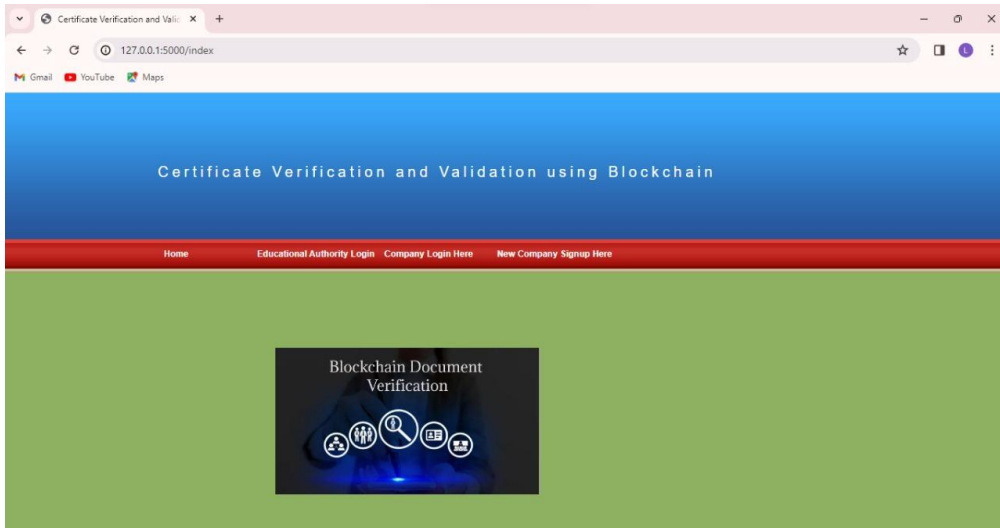 Certificate Verification and Valic
127.0.0.1:5000/index
L
Gmail YouTube Maps
Certificate Verification and Validation using Blockchain
Home Educational Authority Login Company Login Here New Company Signup Here
Blockchain Document
Verification